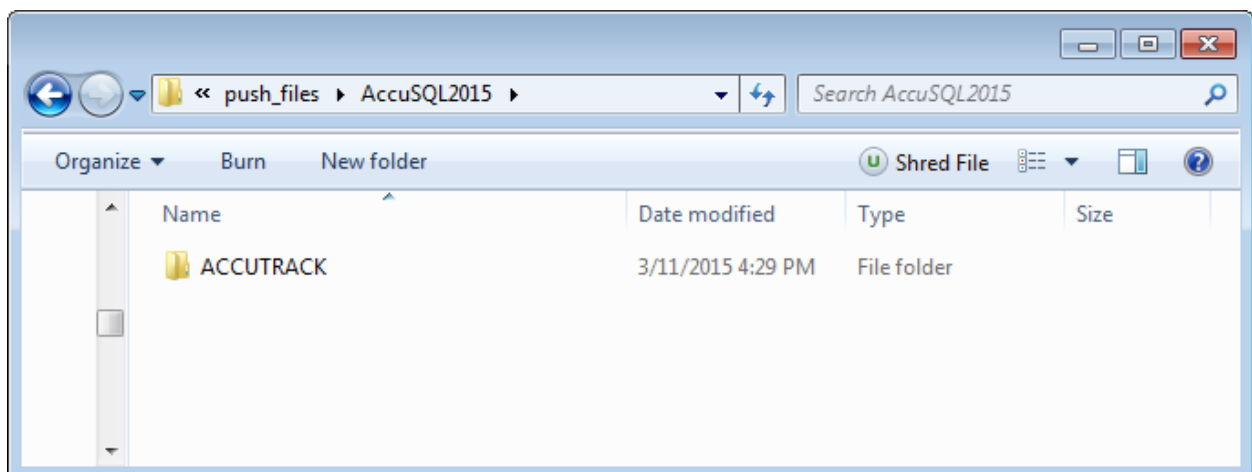 « push_files ▸ AccuSQL2015 ▸ Search AccuSQL2015
Organize Burn New folder Shred File
Name Date modified Type Size
ACCUTRACK 3/11/2015 4:29 PM File folder